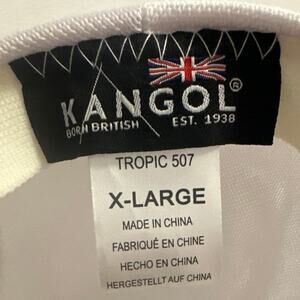 KANGOL®
BORN BRITISH EST. 1938
TROPIC 507
X-LARGE
MADE IN CHINA
FABRIQUÉ EN CHINE
HECHO EN CHINA
HERGESTELLT AUF CHINA